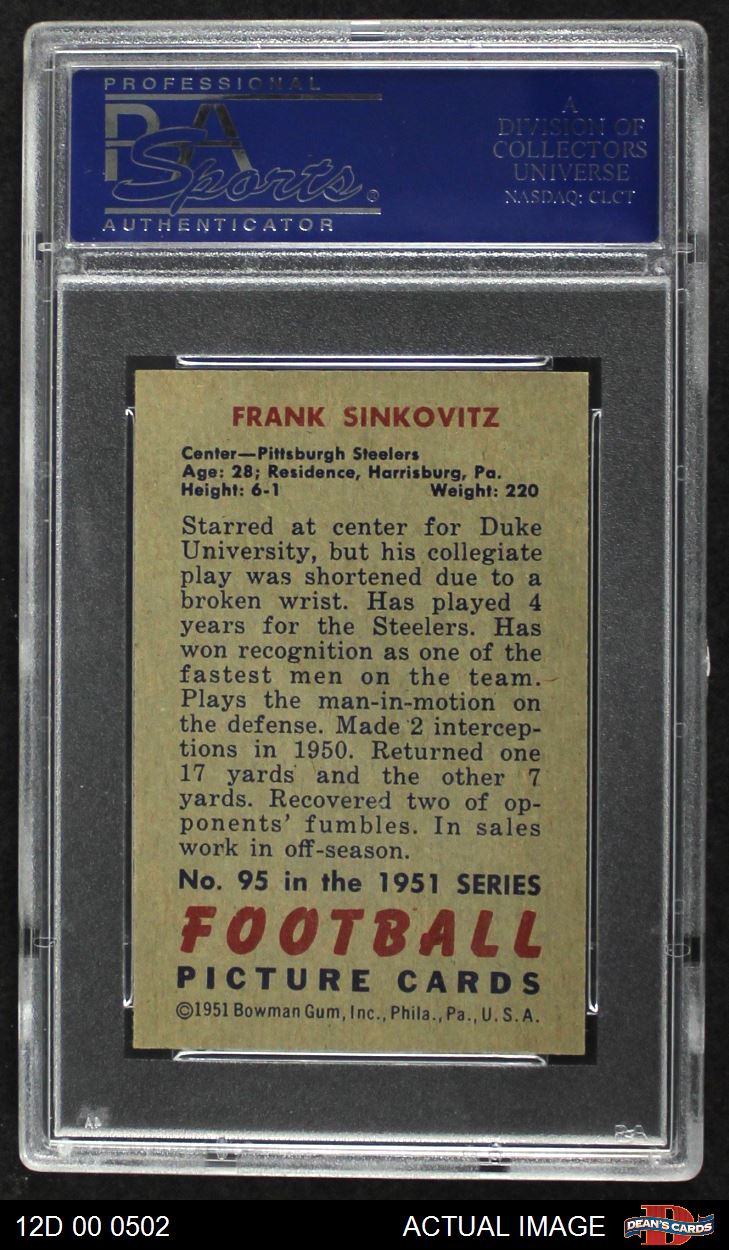 PROFESSIONAL
PSA
Sports
AUTHENTICATOR
A
DIVISION OF
COLLECTORS
UNIVERSE
NASDAQ: CLCT
FRANK SINKOVITZ
Center—Pittsburgh Steelers
Age: 28; Residence, Harrisburg, Pa.
Height: 6-1 Weight: 220
Starred at center for Duke
University, but his collegiate
play was shortened due to a
broken wrist. Has played 4
years for the Steelers. Has
won recognition as one of the
fastest men on the team.
Plays the man-in-motion on
the defense. Made 2 intercep-
tions in 1950. Returned one
17 yards and the other 7
yards. Recovered two of op-
ponents' fumbles. In sales
work in off-season.
No. 95 in the 1951 SERIES
FOOTBALL
PICTURE CARDS
©1951 Bowman Gum, Inc., Phila., Pa., U.S.A.
PSA
12D 00 0502 ACTUAL IMAGE DEAN'S CARDS